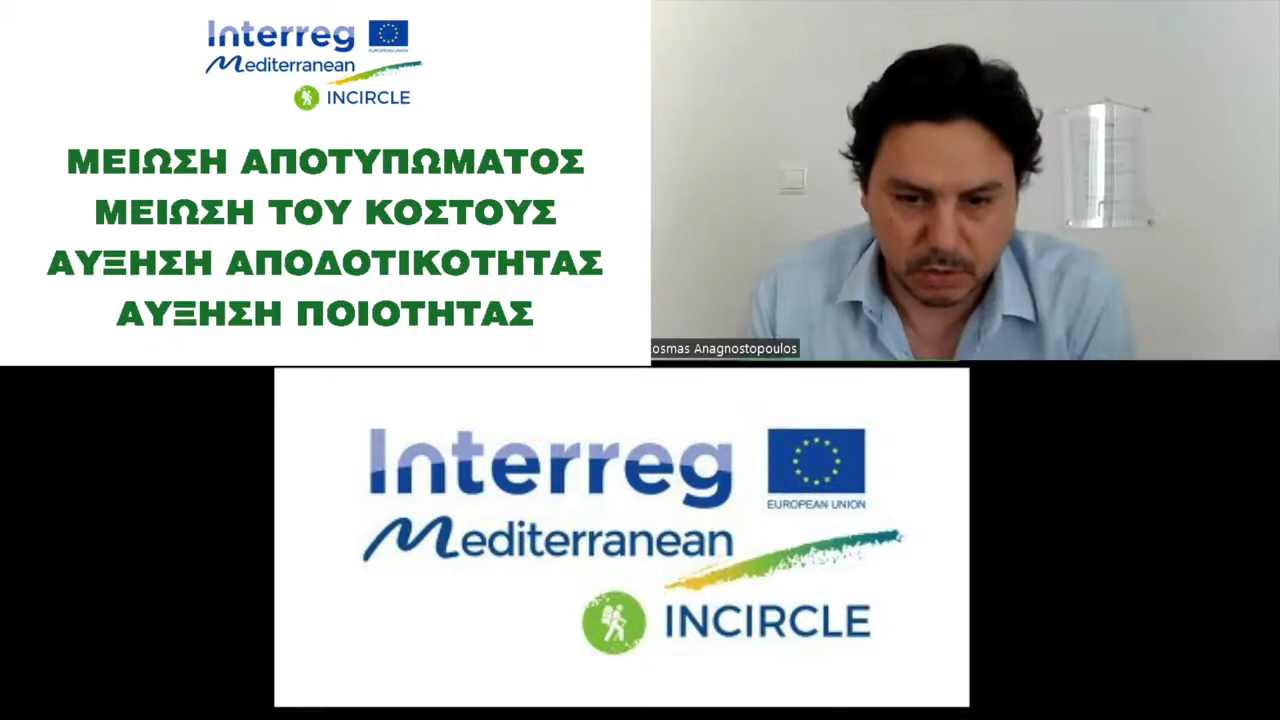 Interreg
EUROPEAN UNION
Mediterranean
INCIRCLE
ΜΕΙΩΣΗ ΑΠΟΤΥΠΩΜΑΤΟΣ
ΜΕΙΩΣΗ ΤΟΥ ΚΟΣΤΟΥΣ
ΑΥΞΗΣΗ ΑΠΟΔΟΤΙΚΟΤΗΤΑΣ
ΑΥΞΗΣΗ ΠΟΙΟΤΗΤΑΣ
osmas Anagnostopoulos
Interreg
EUROPEAN UNION
Mediterranean
INCIRCLE